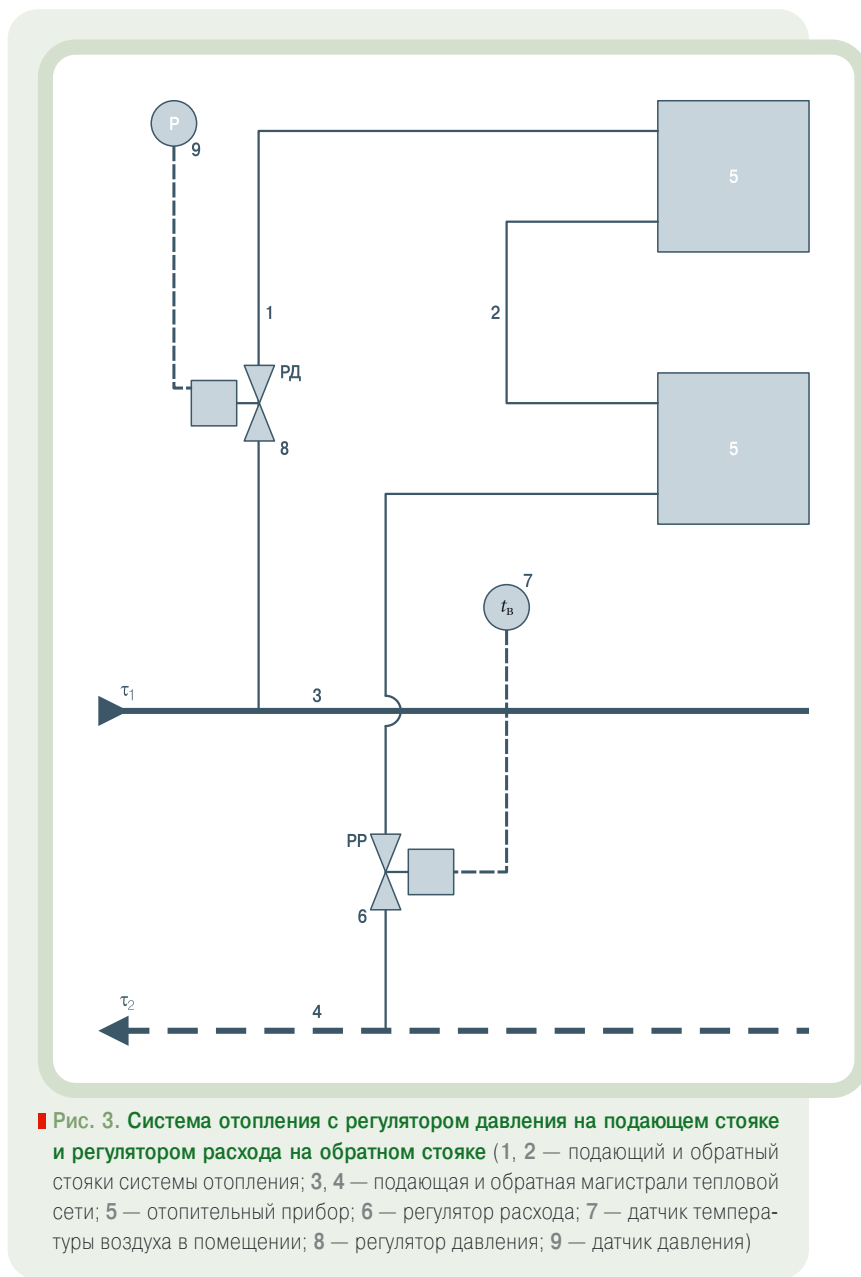 P
9
5
1
2
РД
8
5
7
tв
τ1
3
РР
6
τ2
4
Рис. 3. Система отопления с регулятором давления на подающем стояке
и регулятором расхода на обратном стояке (1, 2 — подающий и обратный
стояки системы отопления; 3, 4 — подающая и обратная магистрали тепловой
сети; 5 — отопительный прибор; 6 — регулятор расхода; 7 — датчик темпера-
туры воздуха в помещении; 8 — регулятор давления; 9 — датчик давления)